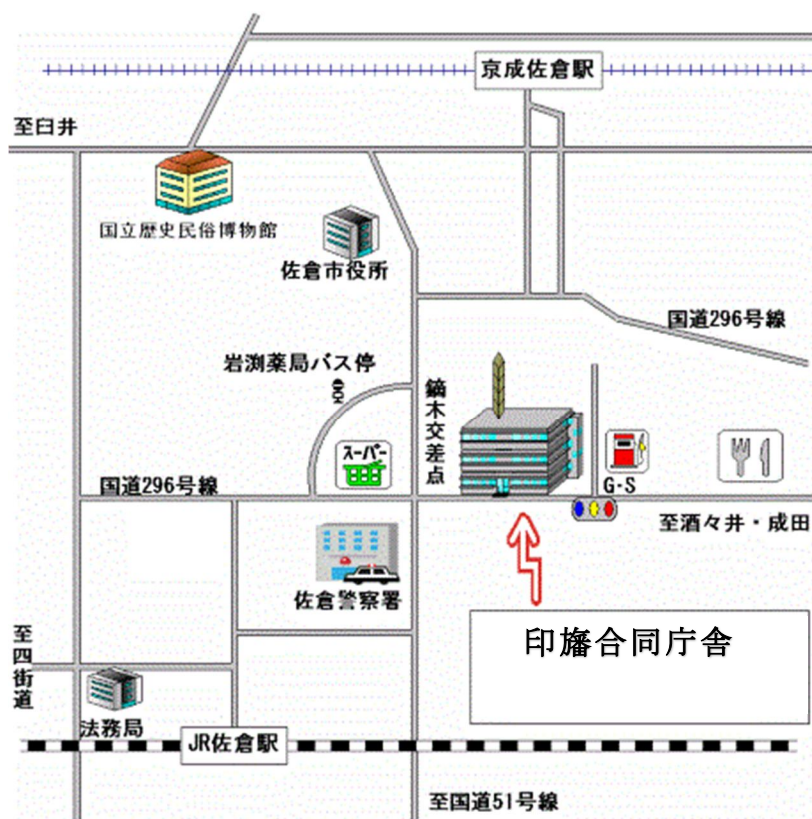 京成佐倉駅
至臼井
国立歴史民俗博物館
佐倉市役所
国道296号線
岩渕薬局バス停
鏑木交差点
スーパー
国道296号線
G-S
至酒々井・成田
佐倉警察署
印旛合同庁舎
至四街道
法務局
JR佐倉駅
至国道51号線